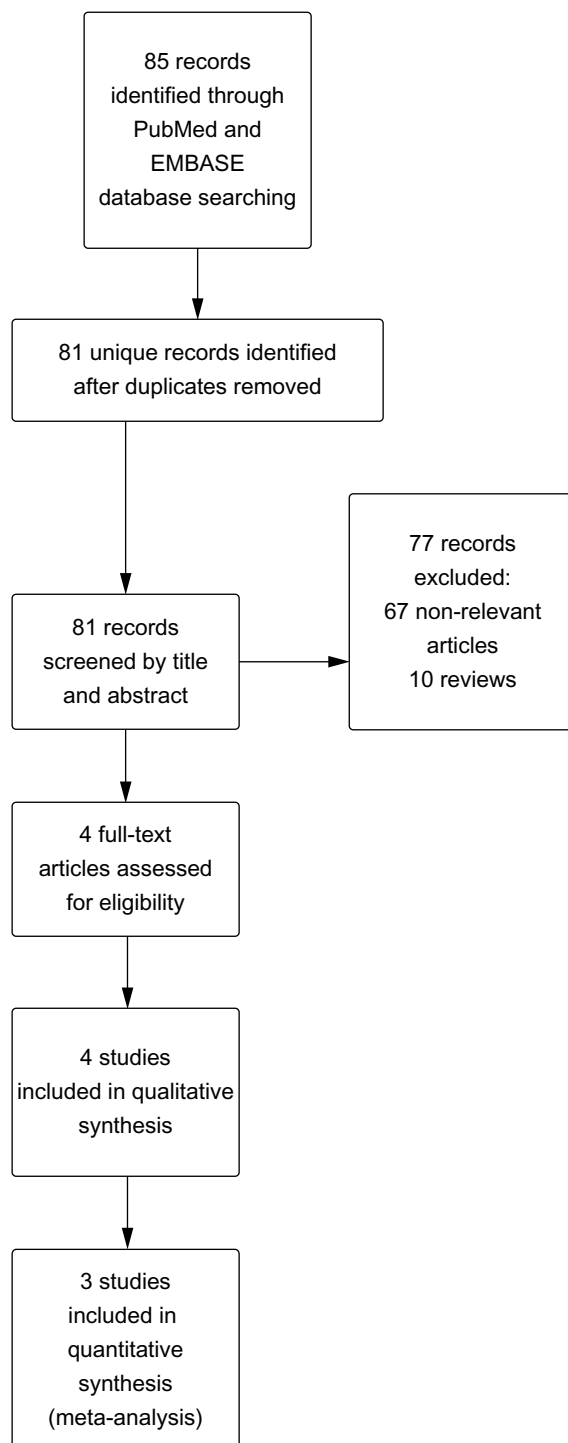 85 records
identified through
PubMed and
EMBASE
database searching
81 unique records identified
after duplicates removed
77 records
excluded:
67 non-relevant
articles
10 reviews
81 records
screened by title
and abstract
4 full-text
articles assessed
for eligibility
4 studies
included in qualitative
synthesis
3 studies
included in
quantitative
synthesis
(meta-analysis)